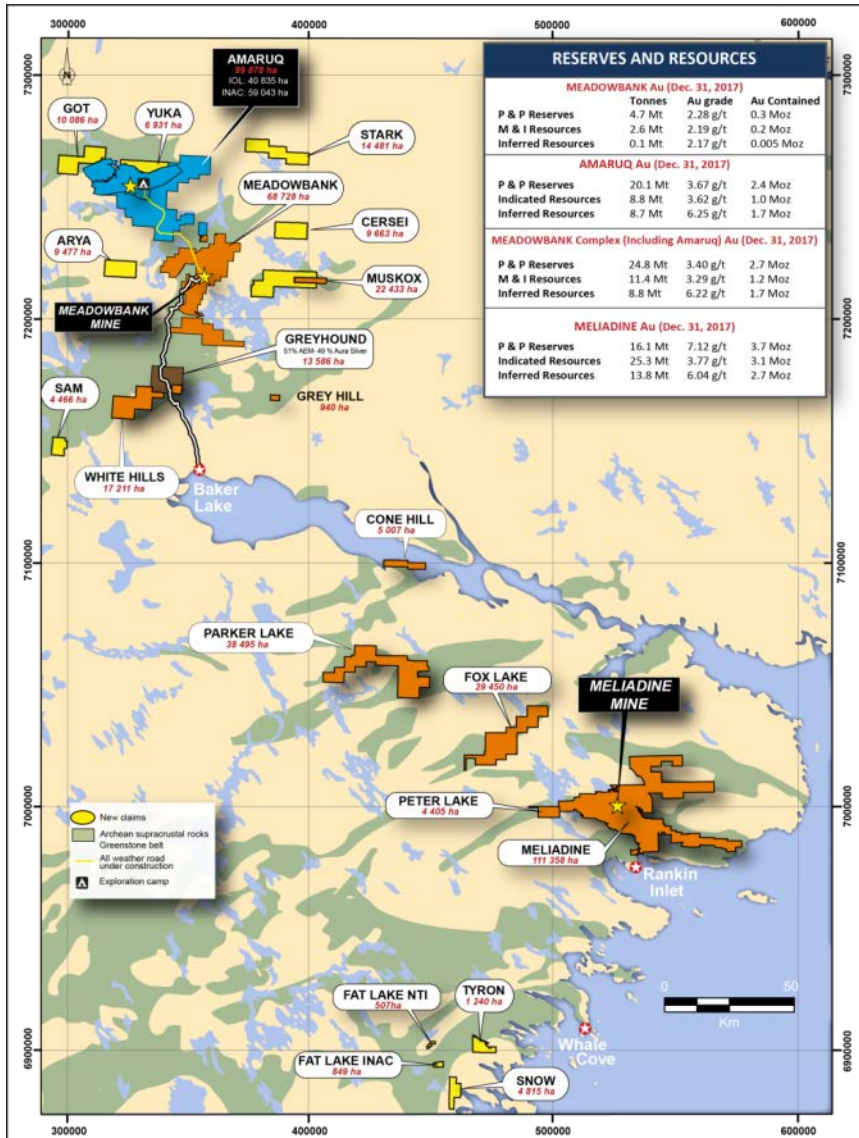 300000 400000 500000 600000
7300000
7200000
7100000
7000000
6900000
7300000
7200000
7100000
7000000
6900000
N
AMARUQ
99 878 ha
IOL: 40 835 ha
INAC: 59 043 ha
GOT
10 086 ha
YUKA
6 931 ha
STARK
14 481 ha
MEADOWBANK
68 728 ha
CERSEI
9 663 ha
ARYA
9 477 ha
MUSKOX
22 433 ha
MEADOWBANK
MINE
GREYHOUND
51% AEM- 49 % Aura Silver
13 586 ha
SAM
4 466 ha
GREY HILL
940 ha
WHITE HILLS
17 211 ha
Baker
Lake
CONE HILL
5 007 ha
PARKER LAKE
38 495 ha
FOX LAKE
29 450 ha
MELIADINE
MINE
PETER LAKE
4 405 ha
MELIADINE
111 358 ha
Rankin
Inlet
FAT LAKE NTI
507ha
TYRON
1 240 ha
FAT LAKE INAC
849 ha
SNOW
4 815 ha
Whale
Cove
RESERVES AND RESOURCES
MEADOWBANK Au (Dec. 31, 2017)
Tonnes Au grade Au Contained
P & P Reserves 4.7 Mt 2.28 g/t 0.3 Moz
M & I Resources 2.6 Mt 2.19 g/t 0.2 Moz
Inferred Resources 0.1 Mt 2.17 g/t 0.005 Moz
AMARUQ Au (Dec. 31, 2017)
P & P Reserves 20.1 Mt 3.67 g/t 2.4 Moz
Indicated Resources 8.8 Mt 3.62 g/t 1.0 Moz
Inferred Resources 8.7 Mt 6.25 g/t 1.7 Moz
MEADOWBANK Complex (Including Amaruq) Au (Dec. 31, 2017)
P & P Reserves 24.8 Mt 3.40 g/t 2.7 Moz
M & I Resources 11.4 Mt 3.29 g/t 1.2 Moz
Inferred Resources 8.8 Mt 6.22 g/t 1.7 Moz
MELIADINE Au (Dec. 31, 2017)
P & P Reserves 16.1 Mt 7.12 g/t 3.7 Moz
Indicated Resources 25.3 Mt 3.77 g/t 3.1 Moz
Inferred Resources 13.8 Mt 6.04 g/t 2.7 Moz
New claims
Archean supracrustal rocks
Greenstone belt
All weather road
under construction
Exploration camp
0 50
Km
300000 400000 500000 600000